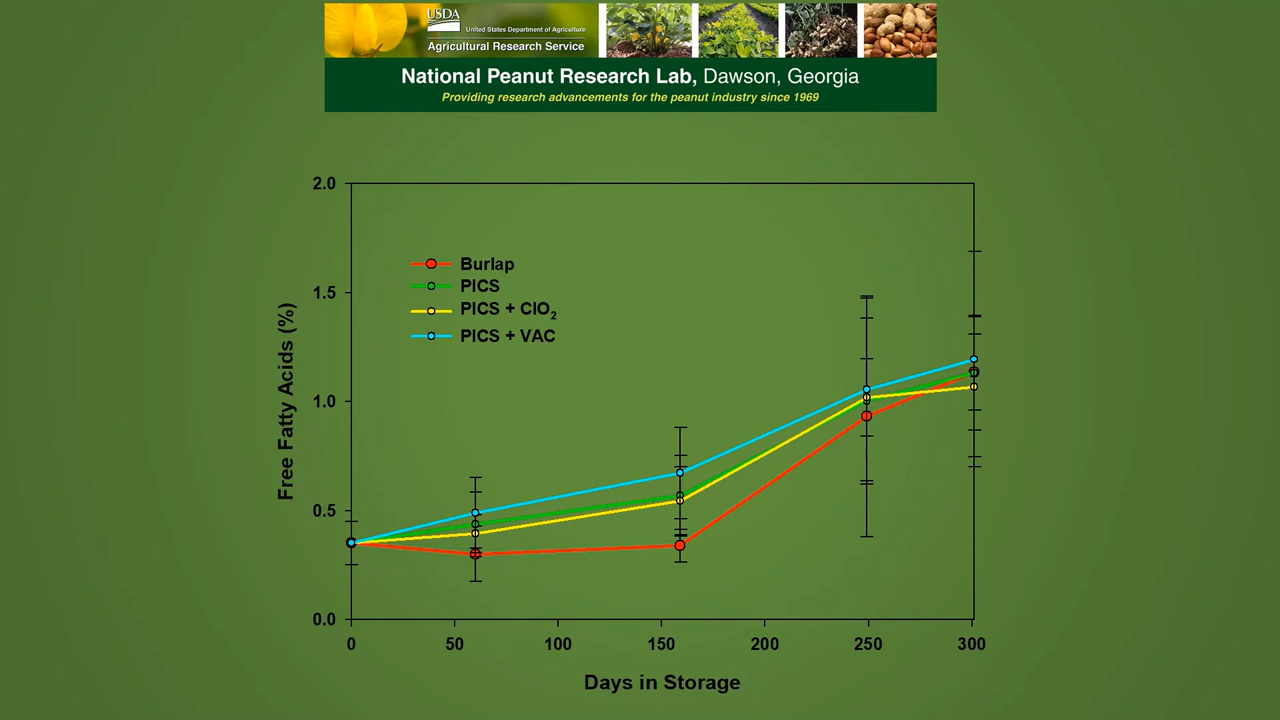 USDA
United States Department of Agriculture
Agricultural Research Service
National Peanut Research Lab, Dawson, Georgia
Providing research advancements for the peanut industry since 1969
2.0
1.5
1.0
0.5
0.0
Free Fatty Acids (%)
Burlap
PICS
PICS + ClO₂
PICS + VAC
0 50 100 150 200 250 300
Days in Storage